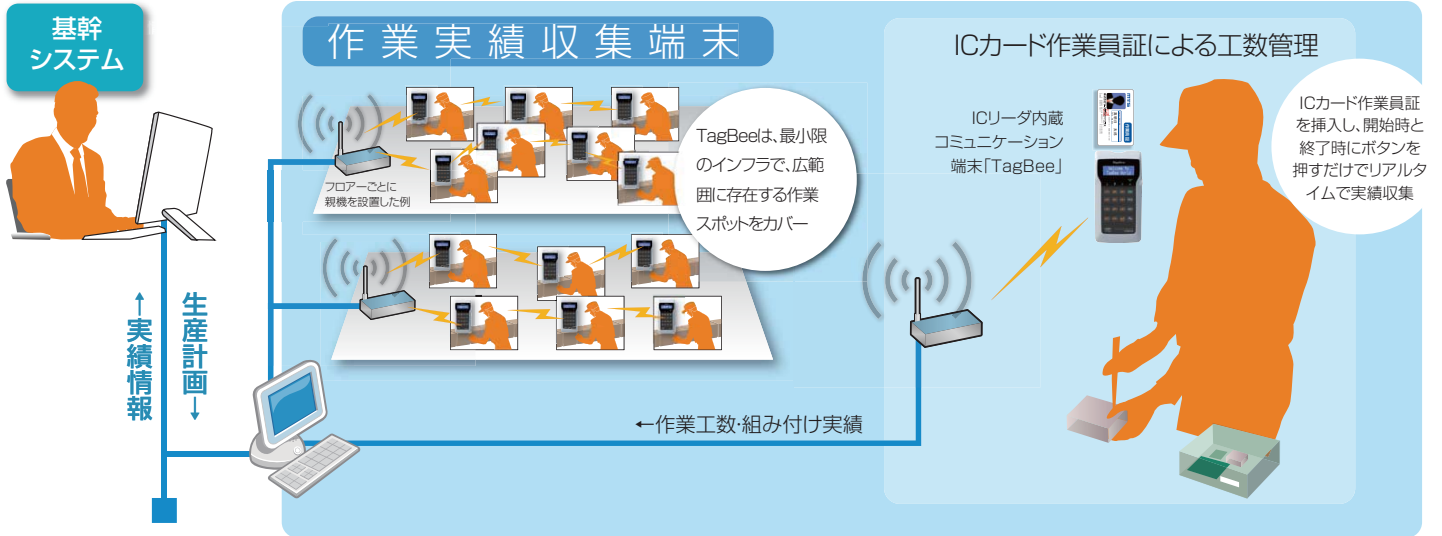 基幹
システム
作業実績収集端末
ICカード作業員証による工数管理
ICカード作業員証
を挿入し、開始時と
終了時にボタンを
押すだけでリアルタ
イムで実績収集
ICリーダ内蔵
コミュニケーション
端末「TagBee」
TagBeeは、最小限
のインフラで、広範
囲に存在する作業
スポットをカバー
フロアーごとに
親機を設置した例
生産計画→
←実績情報
←作業工数・組み付け実績